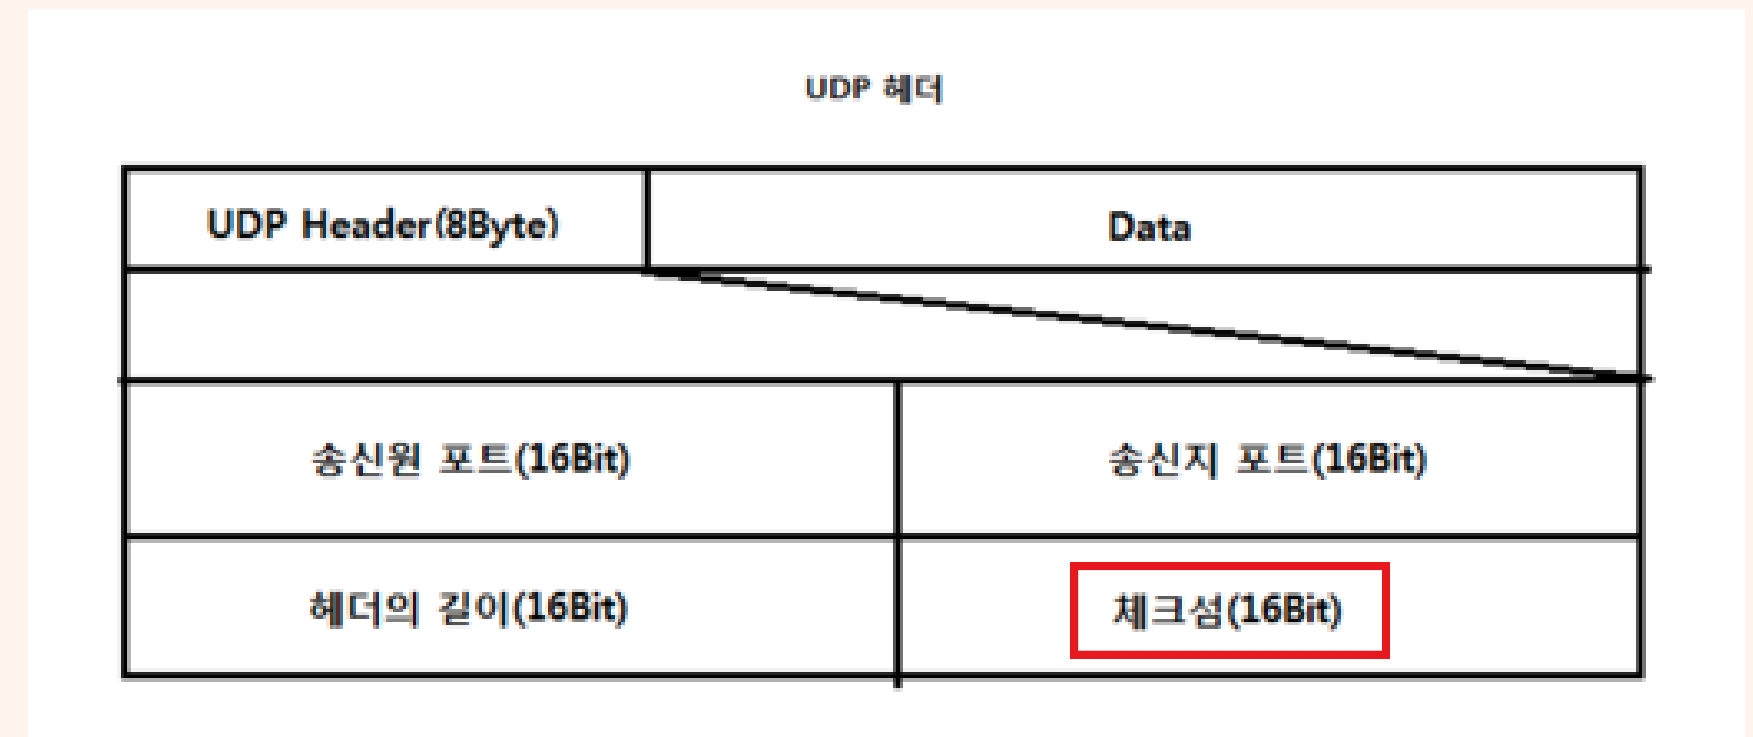 UDP 헤더
UDP Header(8Byte)
Data
송신원 포트(16Bit)
송신지 포트(16Bit)
헤더의 길이(16Bit)
체크섬(16Bit)